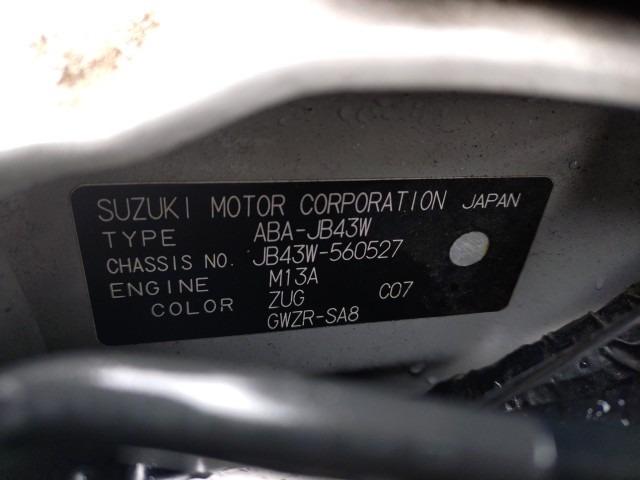 SUZUKI MOTOR CORPORATION JAPAN
TYPE ABA-JB43W
CHASSIS NO. JB43W-560527
ENGINE M13A
COLOR ZUG C07
GWZR-SA8